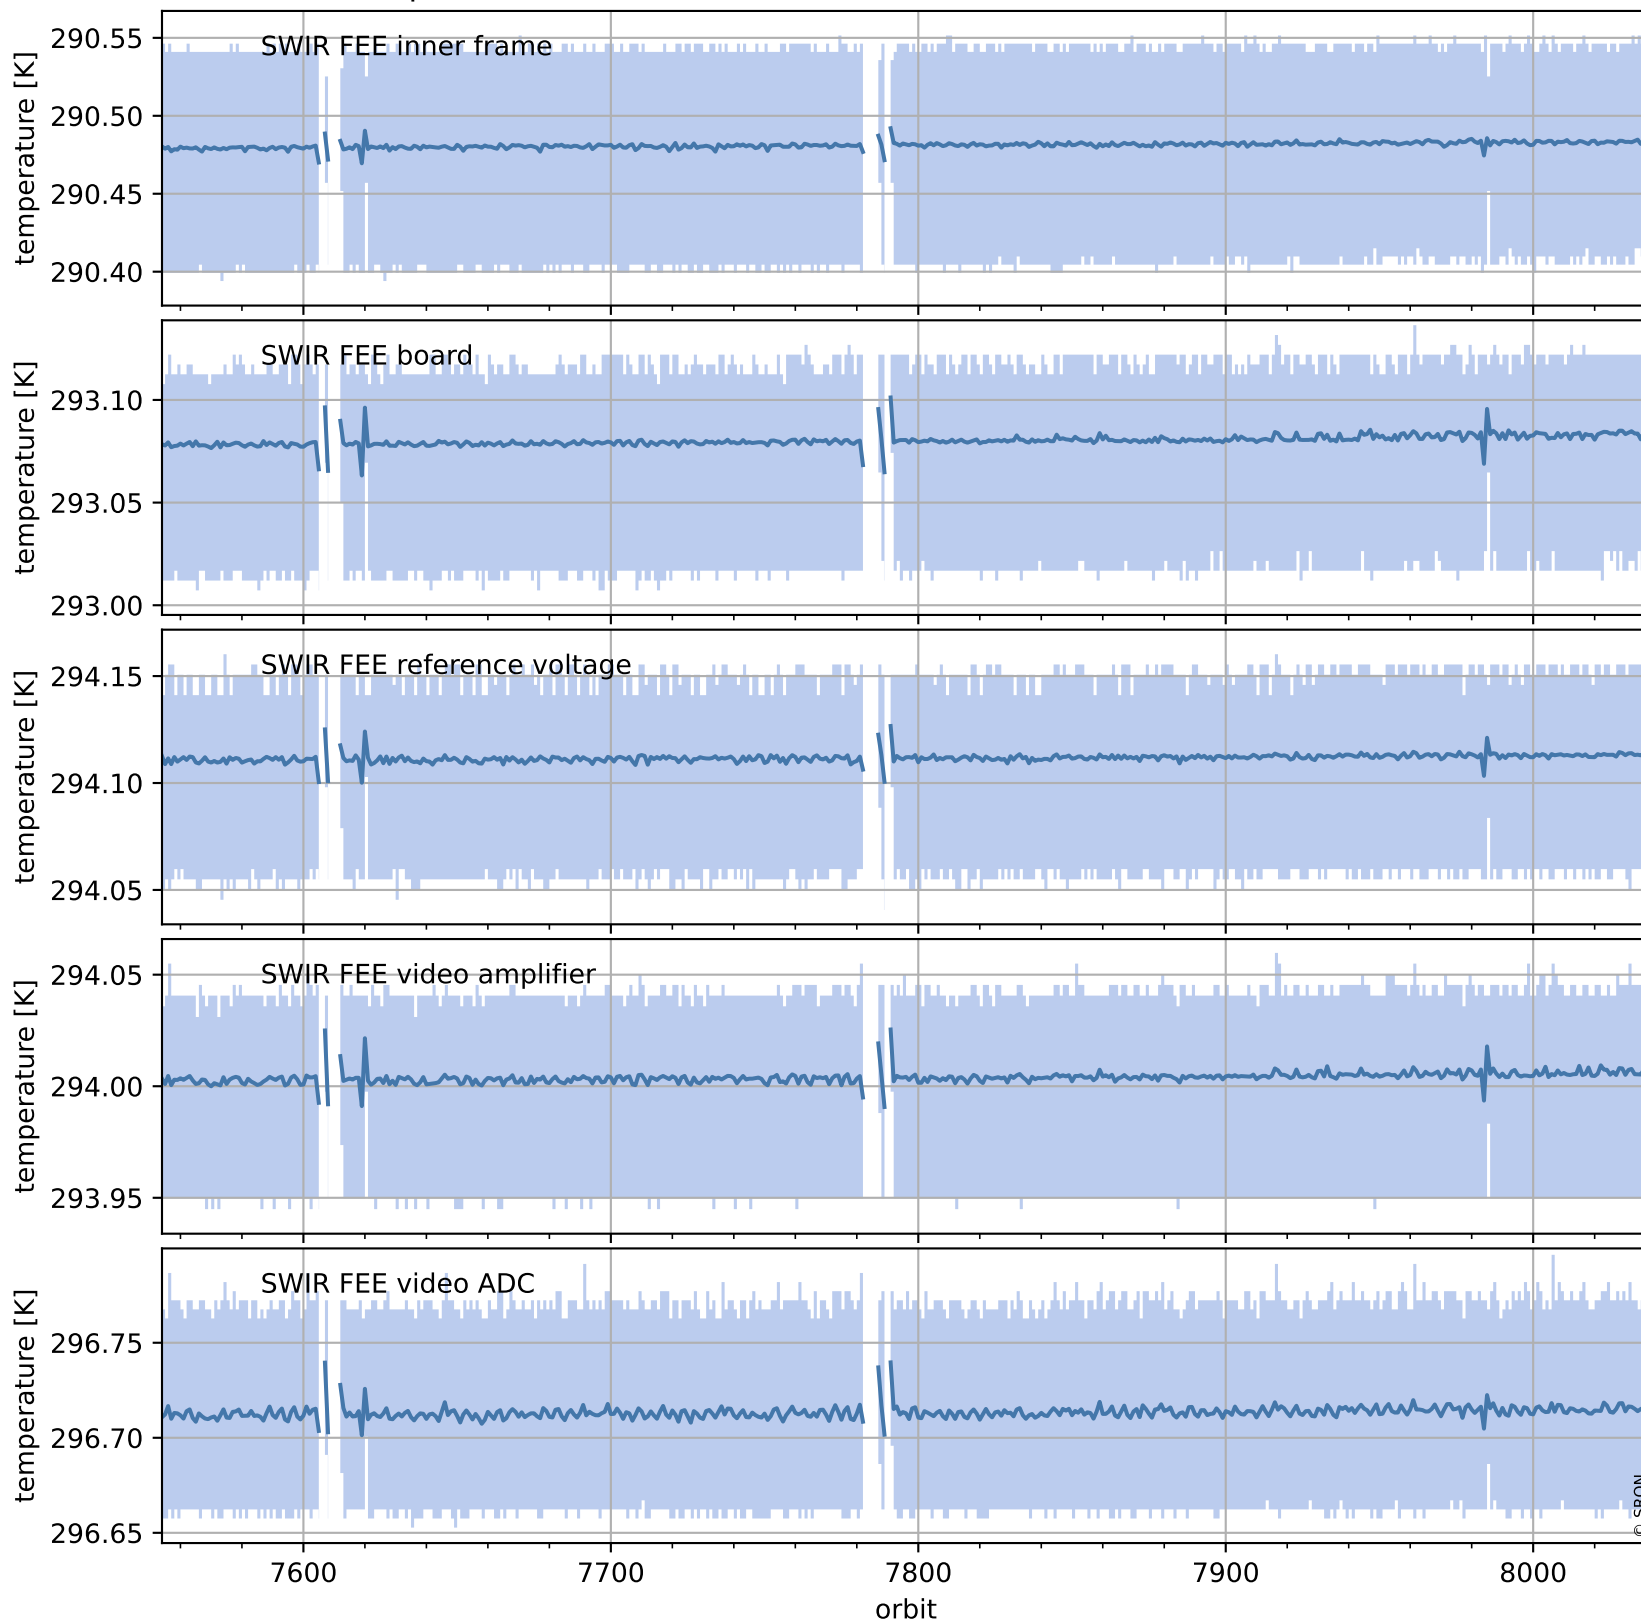 SWIR FEE inner frame
temperature [K]
290.55
290.50
290.45
290.40
SWIR FEE board
temperature [K]
293.10
293.05
293.00
SWIR FEE reference voltage
temperature [K]
294.15
294.10
294.05
SWIR FEE video amplifier
temperature [K]
294.05
294.00
293.95
SWIR FEE video ADC
temperature [K]
296.75
296.70
296.65
7600 7700 7800 7900 8000
orbit
© SRON